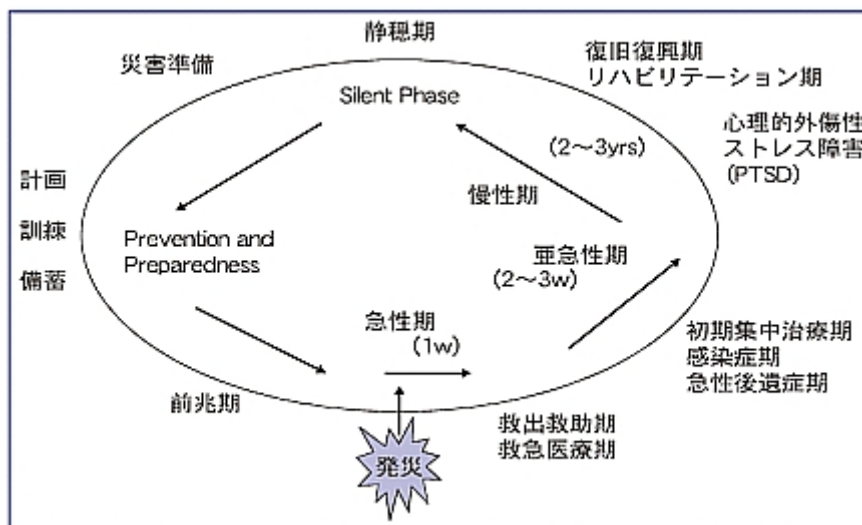 静穏期
災害準備
復旧復興期
リハビリテーション期
Silent Phase
心理的外傷性
ストレス障害
(PTSD)
(2～3yrs)
慢性期
計画
訓練
備蓄
Prevention and
Preparedness
亜急性期
(2～3w)
急性期
(1w)
初期集中治療期
感染症期
急性後遺症期
前兆期
救出救助期
救急医療期
発災